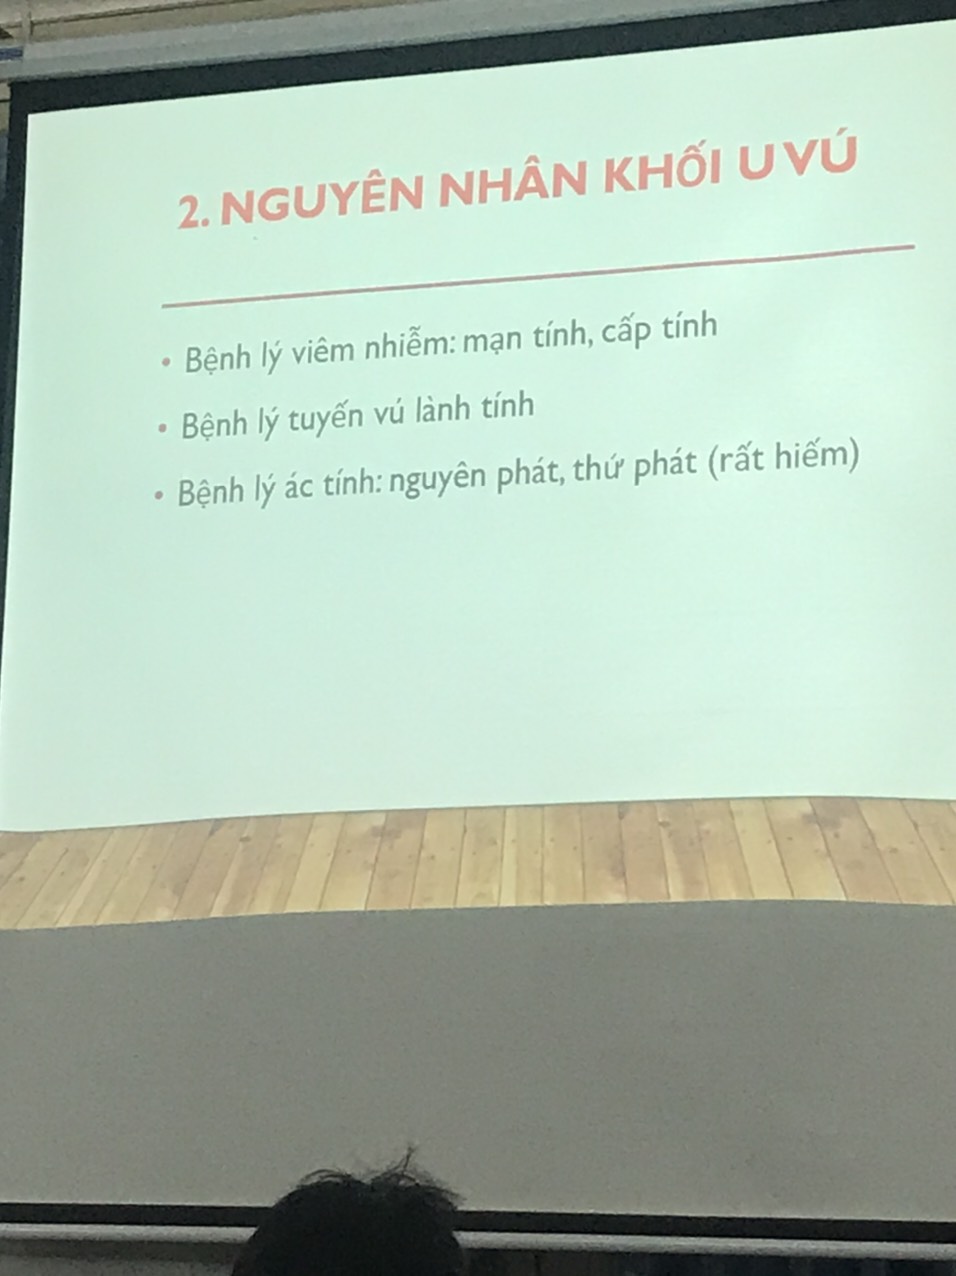 2. NGUYÊN NHÂN KHỐI U VÚ
• Bệnh lý viêm nhiễm: mạn tính, cấp tính
• Bệnh lý tuyến vú lành tính
• Bệnh lý ác tính: nguyên phát, thứ phát (rất hiếm)